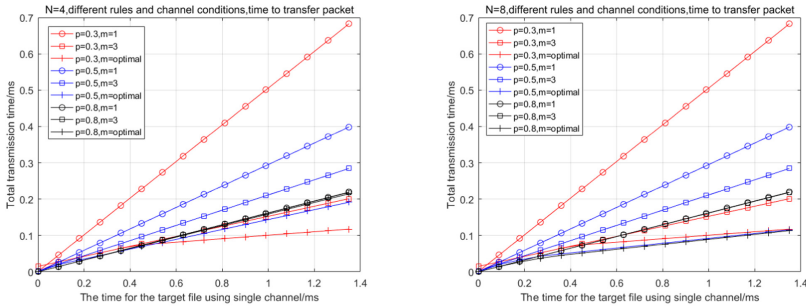 N=4,different rules and channel conditions,time to transfer packet
0.7
0.6
0.5
0.4
0.3
0.2
0.1
0
Total transmission time/ms
p=0.3,m=1
p=0.3,m=3
p=0.3,m=optimal
p=0.5,m=1
p=0.5,m=3
p=0.5,m=optimal
p=0.8,m=1
p=0.8,m=3
p=0.8,m=optimal
0 0.2 0.4 0.6 0.8 1 1.2 1.4
The time for the target file using single channel/ms
N=8,different rules and channel conditions,time to transfer packet
0.7
0.6
0.5
0.4
0.3
0.2
0.1
0
Total transmission time/ms
p=0.3,m=1
p=0.3,m=3
p=0.3,m=optimal
p=0.5,m=1
p=0.5,m=3
p=0.5,m=optimal
p=0.8,m=1
p=0.8,m=3
p=0.8,m=optimal
0 0.2 0.4 0.6 0.8 1 1.2 1.4
The time for the target file using single channel/ms